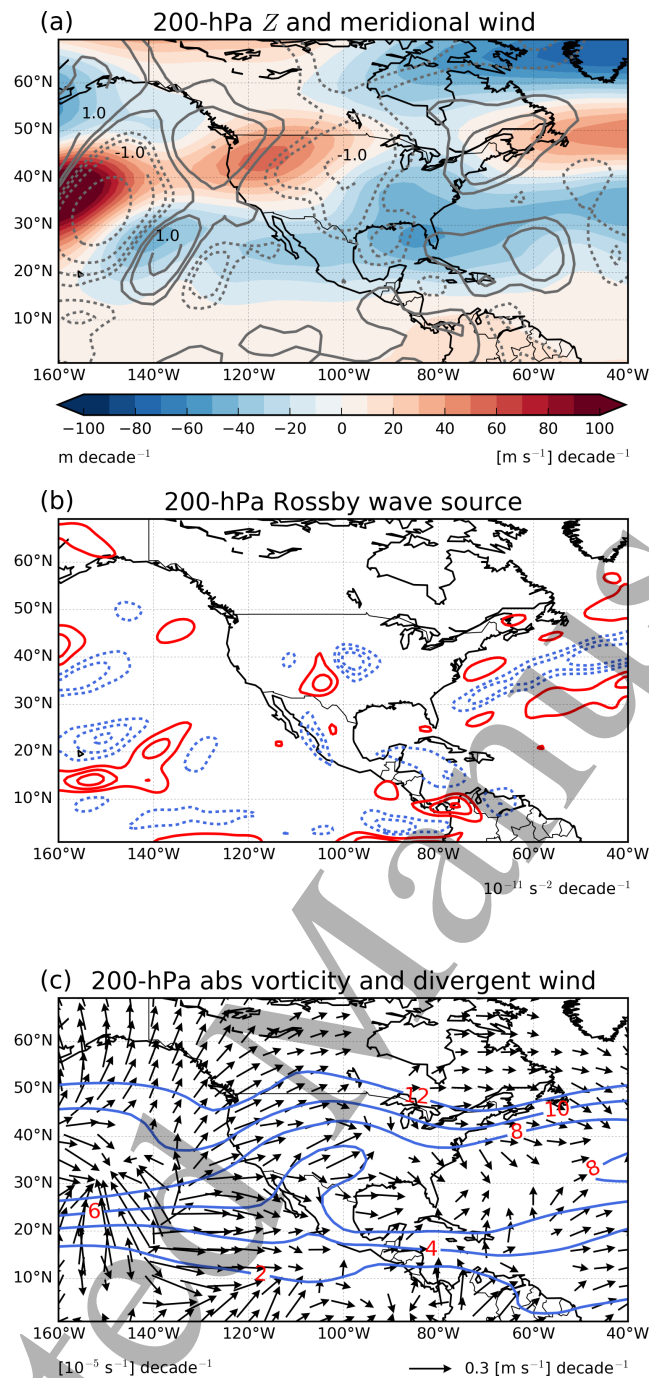 (a) 200-hPa Z and meridional wind
60°N
50°N
40°N
30°N
20°N
10°N
1.0
-1.0
-1.0
1.0
160°W 140°W 120°W 100°W 80°W 60°W 40°W
−100 −80 −60 −40 −20 0 20 40 60 80 100
m decade⁻¹ [m s⁻¹] decade⁻¹
(b) 200-hPa Rossby wave source
60°N
50°N
40°N
30°N
20°N
10°N
160°W 140°W 120°W 100°W 80°W 60°W 40°W
10⁻¹¹ s⁻² decade⁻¹
(c) 200-hPa abs vorticity and divergent wind
60°N
50°N
40°N
30°N
20°N
10°N
12
10
8
8
6
4
2
160°W 140°W 120°W 100°W 80°W 60°W 40°W
[10⁻⁵ s⁻¹] decade⁻¹ 0.3 [m s⁻¹] decade⁻¹
ted Manus